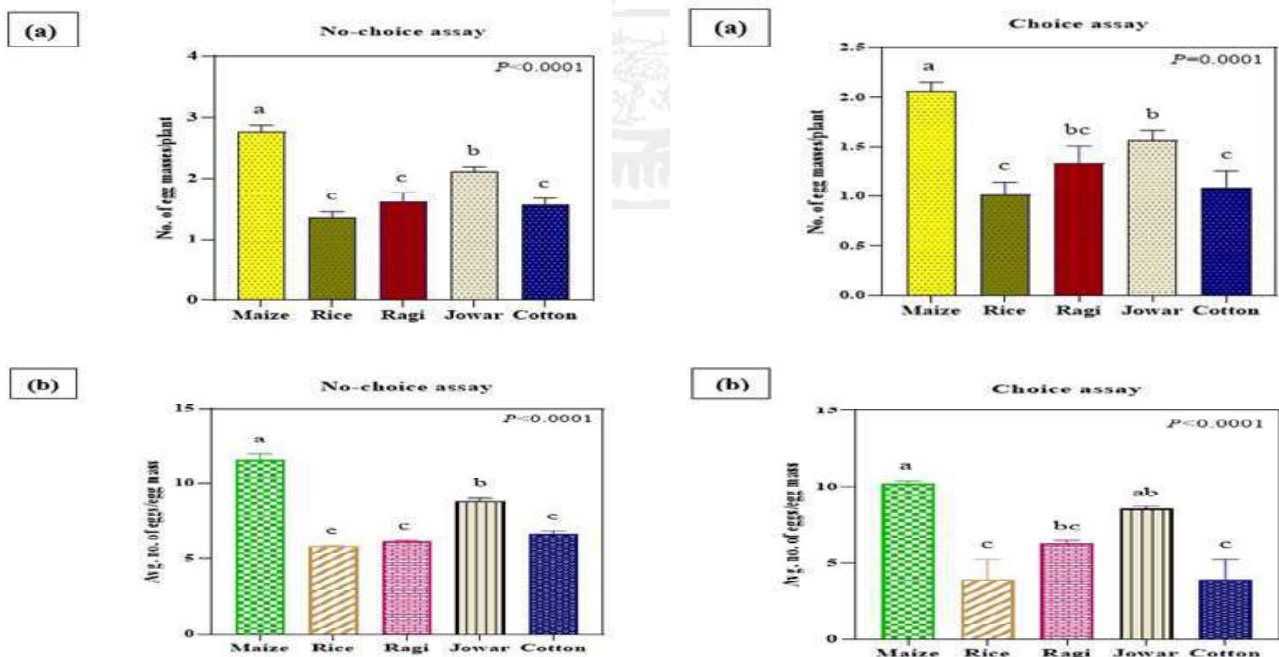 (a)
No-choice assay
P<0.0001
No. of egg masses/plant
4
3
2
1
0
a
c
c
b
c
Maize Rice Ragi Jowar Cotton
(a)
Choice assay
P=0.0001
No. of egg masses/plant
2.5
2.0
1.5
1.0
0.5
0.0
a
c
bc
b
c
Maize Rice Ragi Jowar Cotton
(b)
No-choice assay
P<0.0001
Avg. no. of eggs/egg mass
15
10
5
0
a
c
c
b
c
Maize Rice Ragi Jowar Cotton
(b)
Choice assay
P<0.0001
Avg. no. of eggs/egg mass
15
10
5
0
a
c
bc
ab
c
Maize Rice Ragi Jowar Cotton